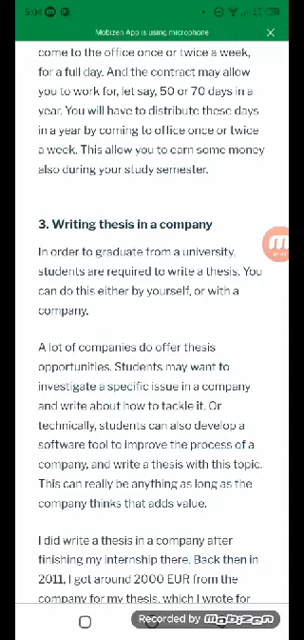 5:04
Mobizen App is using microphone
come to the office once or twice a week,
for a full day. And the contract may allow
you to work for, let say, 50 or 70 days in a
year. You will have to distribute these days
in a year by coming to office once or twice
a week. This allow you to earn some money
also during your study semester.
3. Writing thesis in a company
In order to graduate from a university,
students are required to write a thesis. You
can do this either by yourself, or with a
company.
A lot of companies do offer thesis
opportunities. Students may want to
investigate a specific issue in a company
and write about how to tackle it. Or
technically, students can also develop a
software tool to improve the process of a
company, and write a thesis with this topic.
This can really be anything as long as the
company thinks that adds value.
I did write a thesis in a company after
finishing my internship there. Back then in
2011, I got around 2000 EUR from the
company for my thesis, which I wrote for
Recorded by mobizen